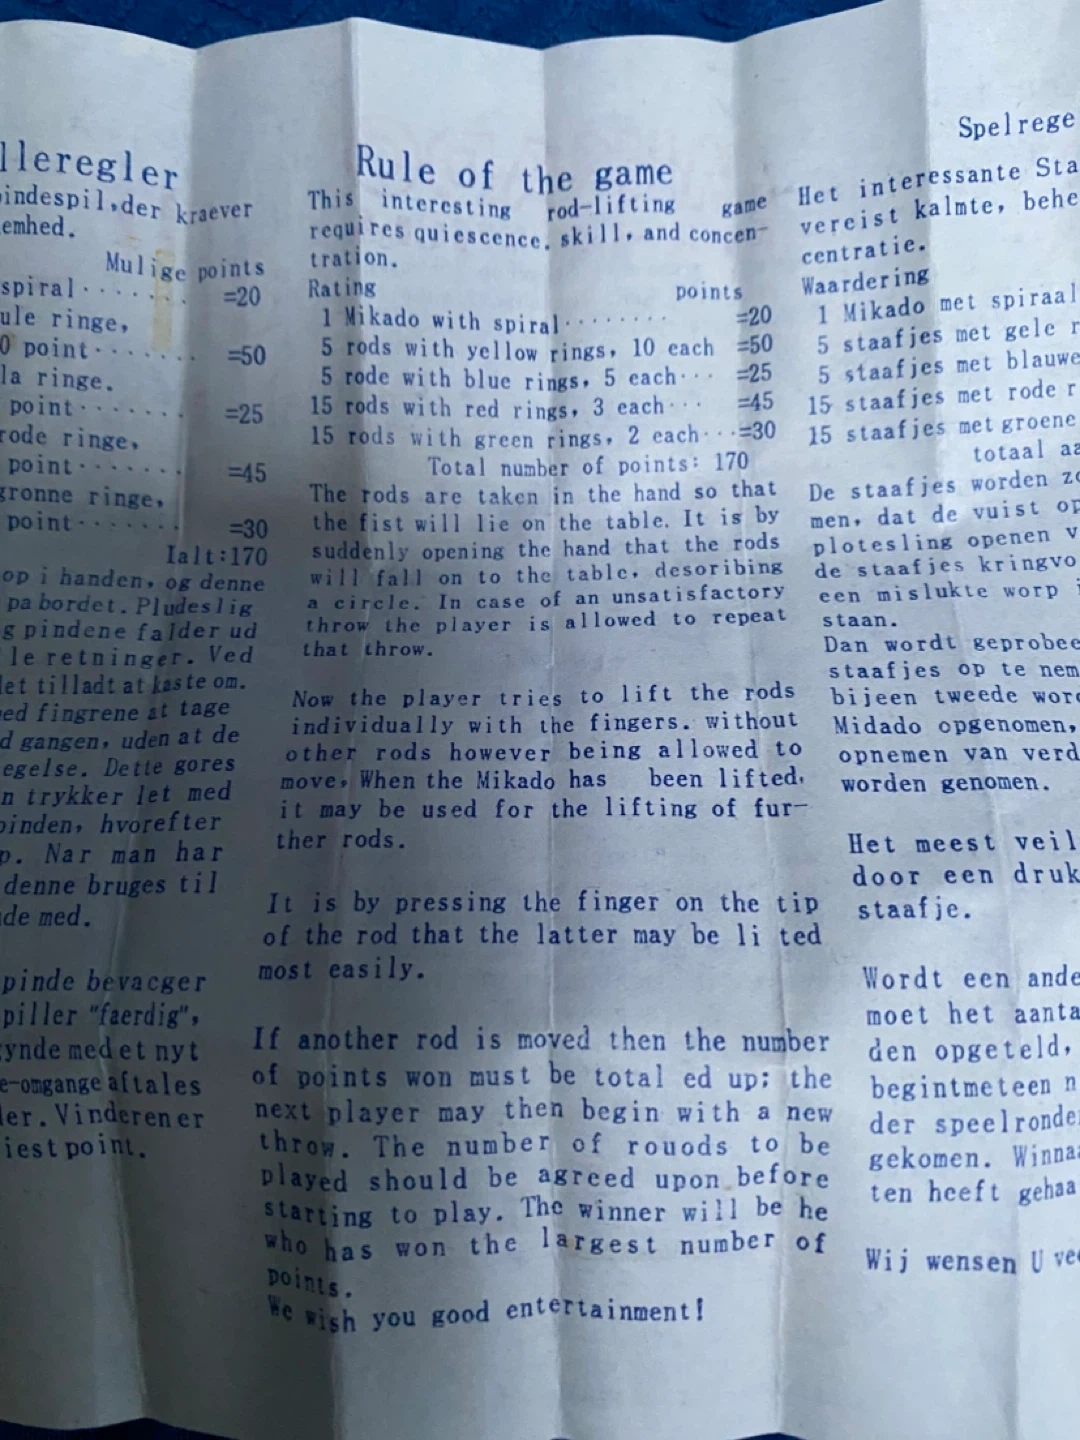 lleregler
indespil,der kraever
emhed.
Mulige points
spiral........ =20
ule ringe,
0 point....... =50
la ringe.
point....... =25
rode ringe,
point....... =45
gronne ringe,
point....... =30
Ialt:170
op i handen, og denne
pa bordet. Pludeslig
g pindene falder ud
le retninger. Ved
det tilladt at kaste om.
ed fingrene at tage
d gangen, uden at de
egelse. Dette gores
n trykker let med
pinden, hvorefter
p. Nar man har
denne bruges til
de med.
pinde bevacger
piller "faerdig",
ynde med et nyt
e-omgange aftales
ler. Vinderen er
iest point.
Rule of the game
This interesting rod-lifting game
requires quiescence. skill, and concen-
tration.
Rating points
1 Mikado with spiral........ =20
5 rods with yellow rings, 10 each =50
5 rode with blue rings, 5 each... =25
15 rods with red rings, 3 each... =45
15 rods with green rings, 2 each...=30
Total number of points: 170
The rods are taken in the hand so that
the fist will lie on the table. It is by
suddenly opening the hand that the rods
will fall on to the table, desoribing
a circle. In case of an unsatisfactory
throw the player is allowed to repeat
that throw.
Now the player tries to lift the rods
individually with the fingers. without
other rods however being allowed to
move, When the Mikado has been lifted,
it may be used for the lifting of fur-
ther rods.
It is by pressing the finger on the tip
of the rod that the latter may be li ted
most easily.
If another rod is moved then the number
of points won must be total ed up; the
next player may then begin with a new
throw. The number of rouods to be
played should be agreed upon before
starting to play. The winner will be he
who has won the largest number of
points.
We wish you good entertainment!
Spelrege
Het interessante Sta
vereist kalmte, behe
centratie.
Waardering
1 Mikado met spiraal
5 staafjes met gele r
5 staafjes met blauwe
15 staafjes met rode r
15 staafjes met groene
totaal aa
De staafjes worden zo
men, dat de vuist op
plotesling openen v
de staafjes kringvo
een mislukte worp i
staan.
Dan wordt geprobee
staafjes op te nem
bijeen tweede word
Midado opgenomen,
opnemen van verd
worden genomen.
Het meest veil
door een druk
staafje.
Wordt een ande
moet het aanta
den opgeteld,
begintmeteen n
der speelronde
gekomen. Winna
ten heeft gehaa
Wij wensen U vee